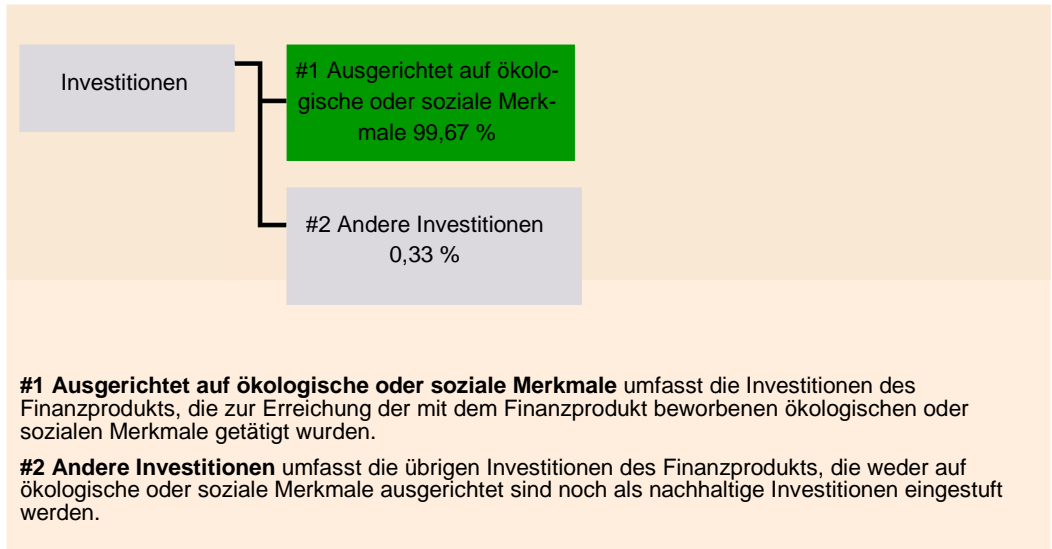 Investitionen
#1 Ausgerichtet auf ökolo-
gische oder soziale Merk-
male 99,67 %
#2 Andere Investitionen
0,33 %
#1 Ausgerichtet auf ökologische oder soziale Merkmale umfasst die Investitionen des
Finanzprodukts, die zur Erreichung der mit dem Finanzprodukt beworbenen ökologischen oder
sozialen Merkmale getätigt wurden.
#2 Andere Investitionen umfasst die übrigen Investitionen des Finanzprodukts, die weder auf
ökologische oder soziale Merkmale ausgerichtet sind noch als nachhaltige Investitionen eingestuft
werden.